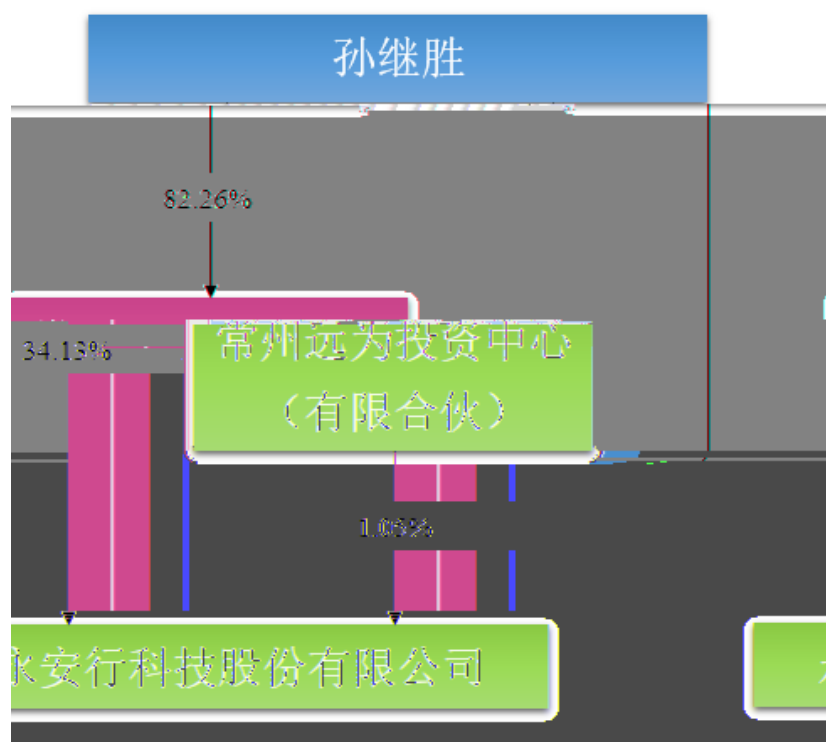 孙继胜
82.26%
34.13%
常州远为投资中心
（有限合伙）
1.05%
永安行科技股份有限公司